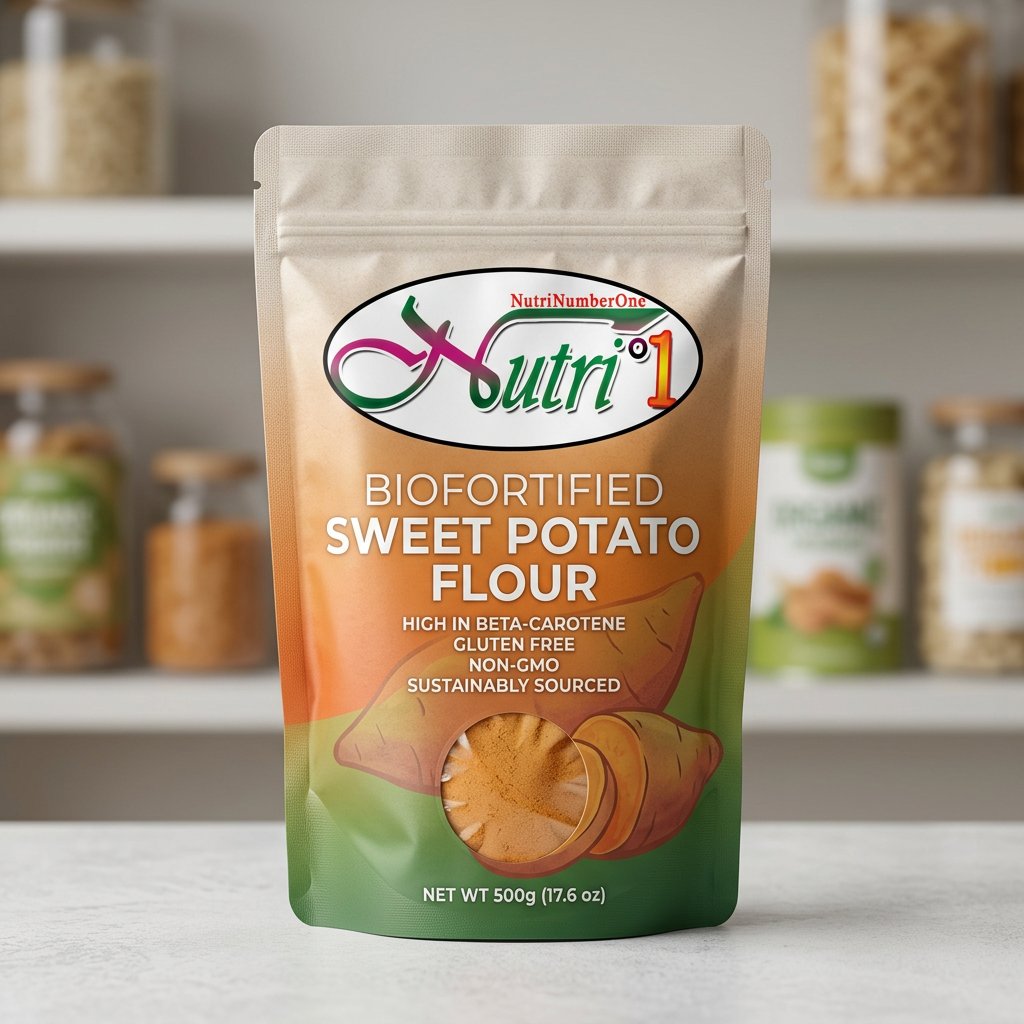 NutriNumberOne
Nutri°1
BIOFORTIFIED
SWEET POTATO
FLOUR
HIGH IN BETA-CAROTENE
GLUTEN FREE
NON-GMO
SUSTAINABLY SOURCED
NET WT 500g (17.6 oz)